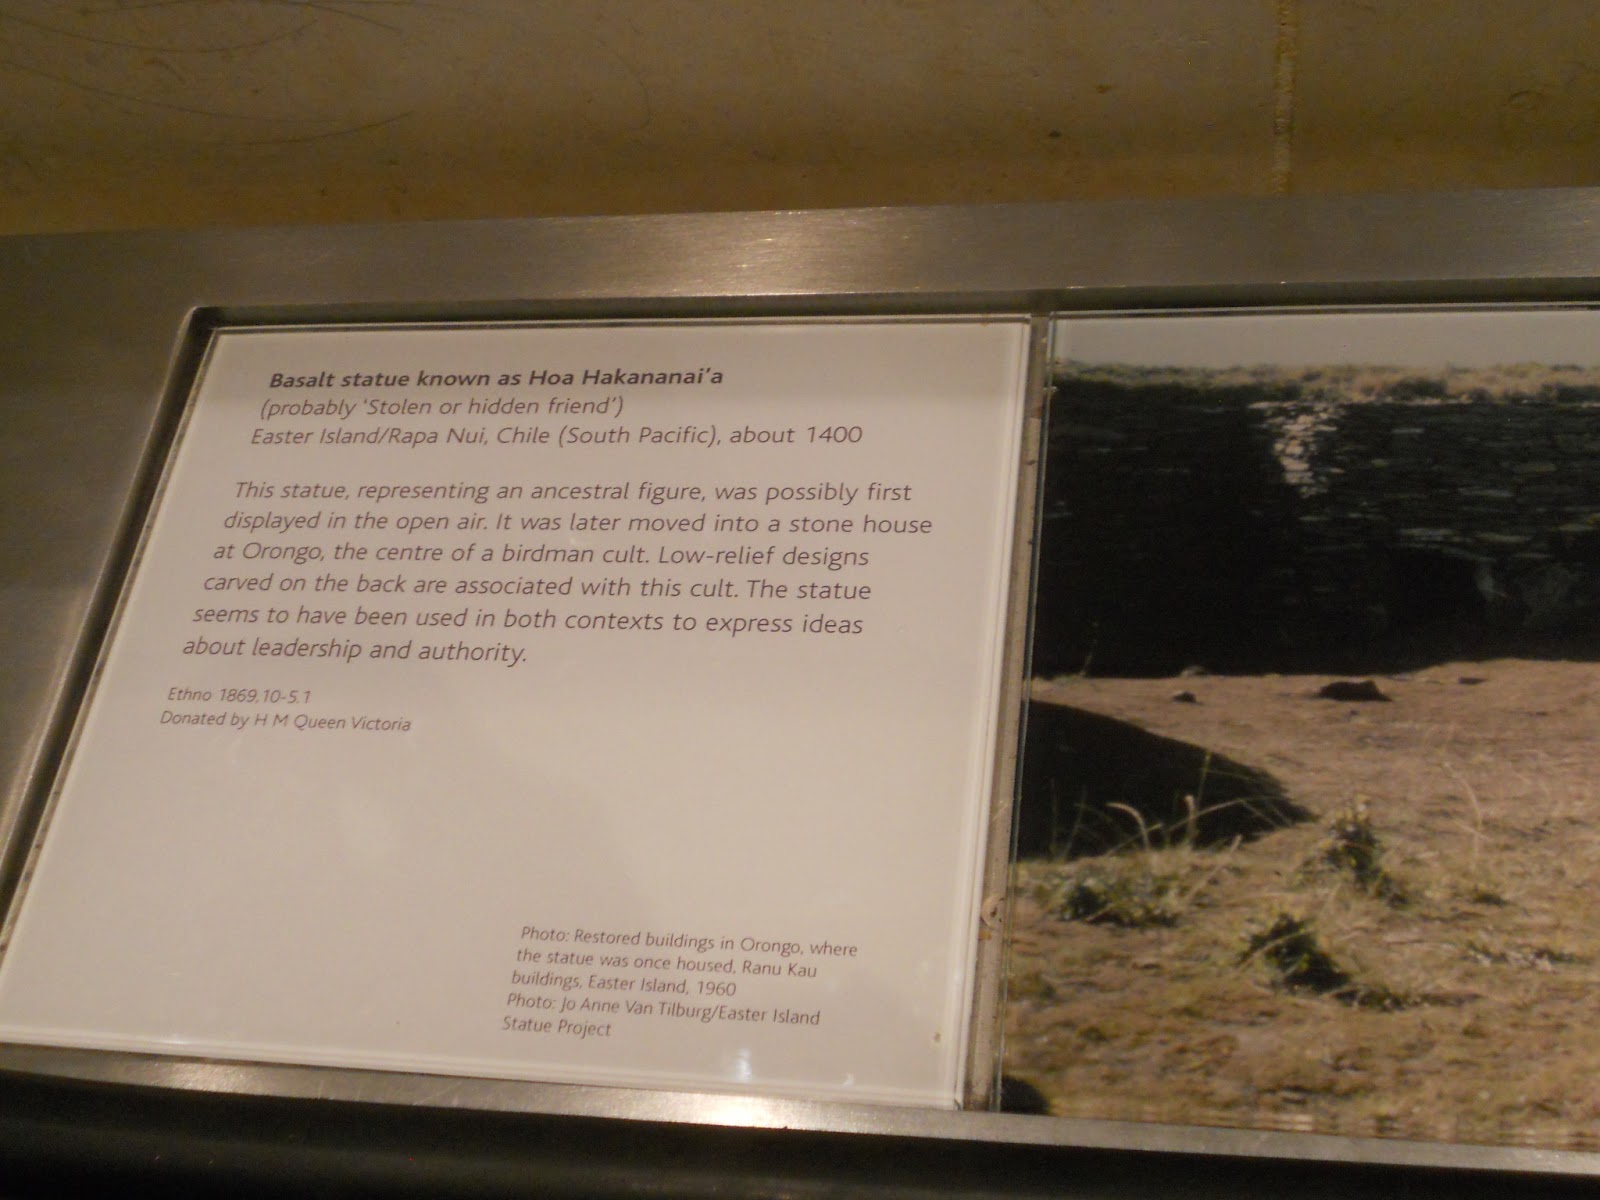 Basalt statue known as Hoa Hakananai'a
(probably 'Stolen or hidden friend')
Easter Island/Rapa Nui, Chile (South Pacific), about 1400
This statue, representing an ancestral figure, was possibly first
displayed in the open air. It was later moved into a stone house
at Orongo, the centre of a birdman cult. Low-relief designs
carved on the back are associated with this cult. The statue
seems to have been used in both contexts to express ideas
about leadership and authority.
Ethno 1869,10-5.1
Donated by H M Queen Victoria
Photo: Restored buildings in Orongo, where
the statue was once housed, Ranu Kau
buildings, Easter Island, 1960
Photo: Jo Anne Van Tilburg/Easter Island
Statue Project